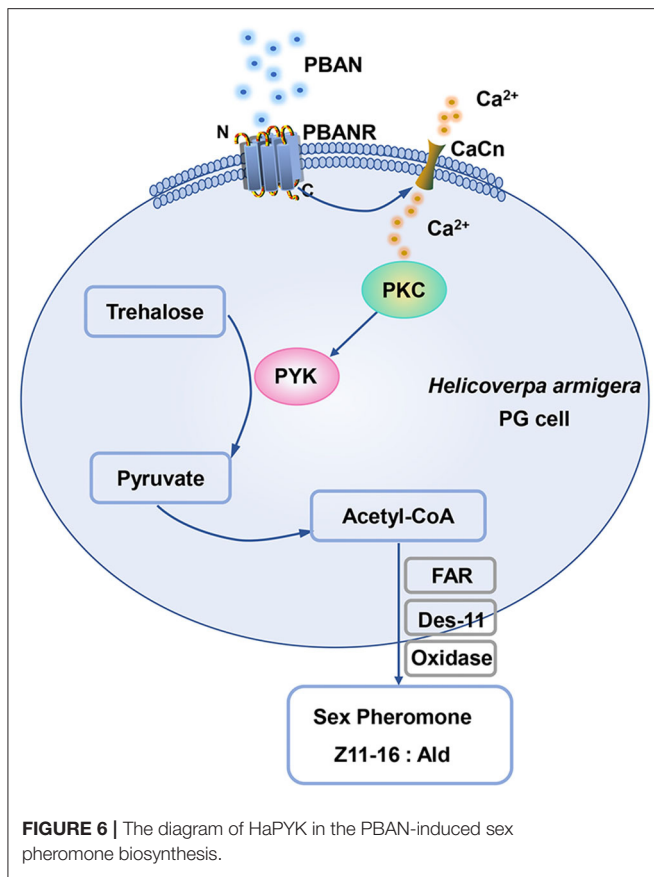 PBAN
N
PBANR
C
Ca2+
CaCn
Ca2+
PKC
Trehalose
PYK
Helicoverpa armigera
PG cell
Pyruvate
Acetyl-CoA
FAR
Des-11
Oxidase
Sex Pheromone
Z11-16 : Ald
FIGURE 6 | The diagram of HaPYK in the PBAN-induced sex
pheromone biosynthesis.